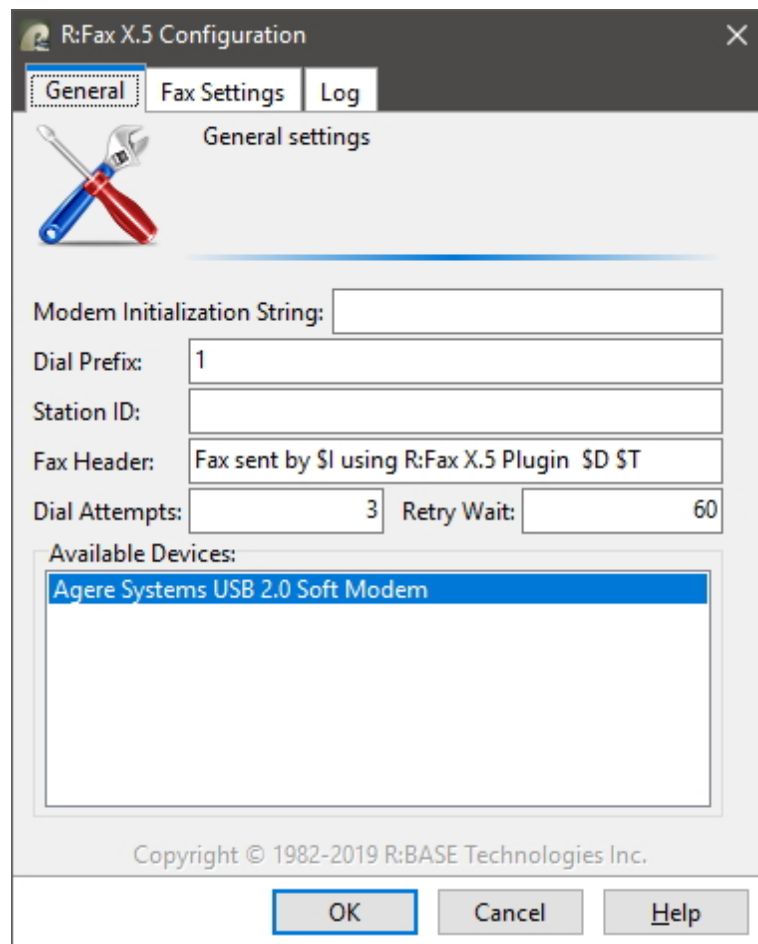 R:Fax X.5 Configuration
General Fax Settings Log
General settings
Modem Initialization String:
Dial Prefix: 1
Station ID:
Fax Header: Fax sent by $I using R:Fax X.5 Plugin  $D $T
Dial Attempts: 3 Retry Wait: 60
Available Devices:
Agere Systems USB 2.0 Soft Modem
Copyright © 1982-2019 R:BASE Technologies Inc.
OK Cancel Help